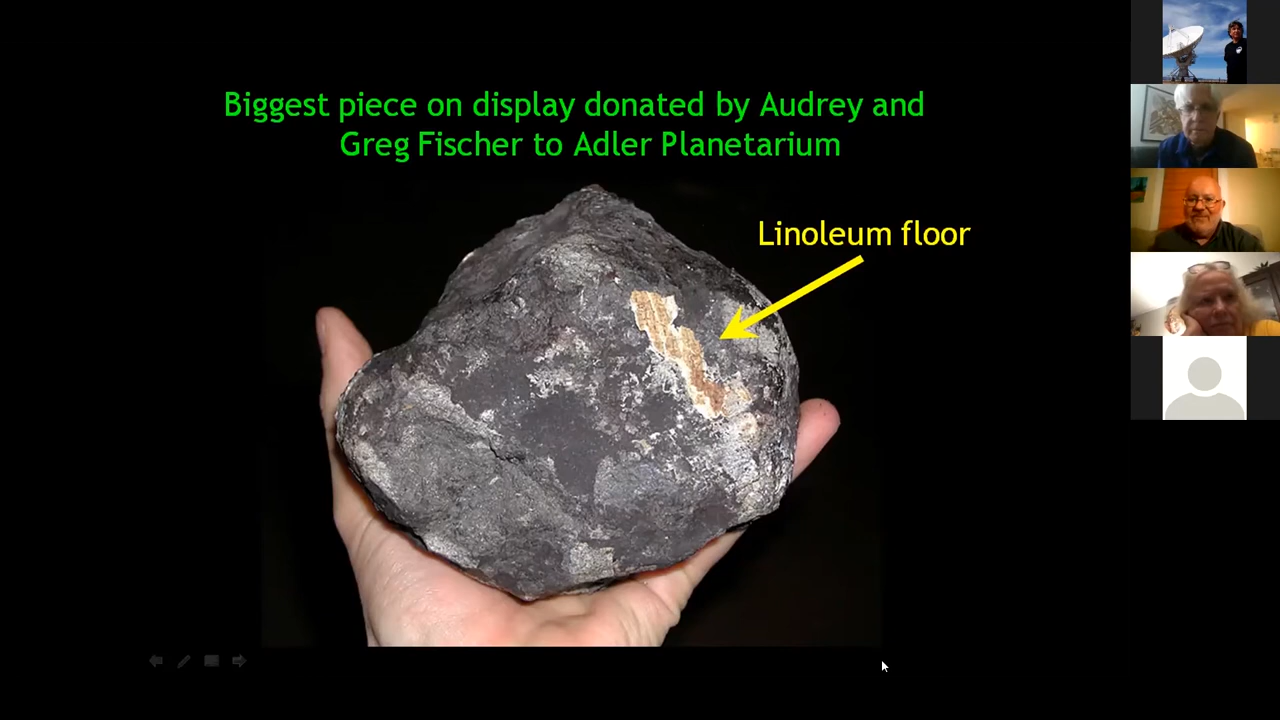 Biggest piece on display donated by Audrey and
Greg Fischer to Adler Planetarium
Linoleum floor